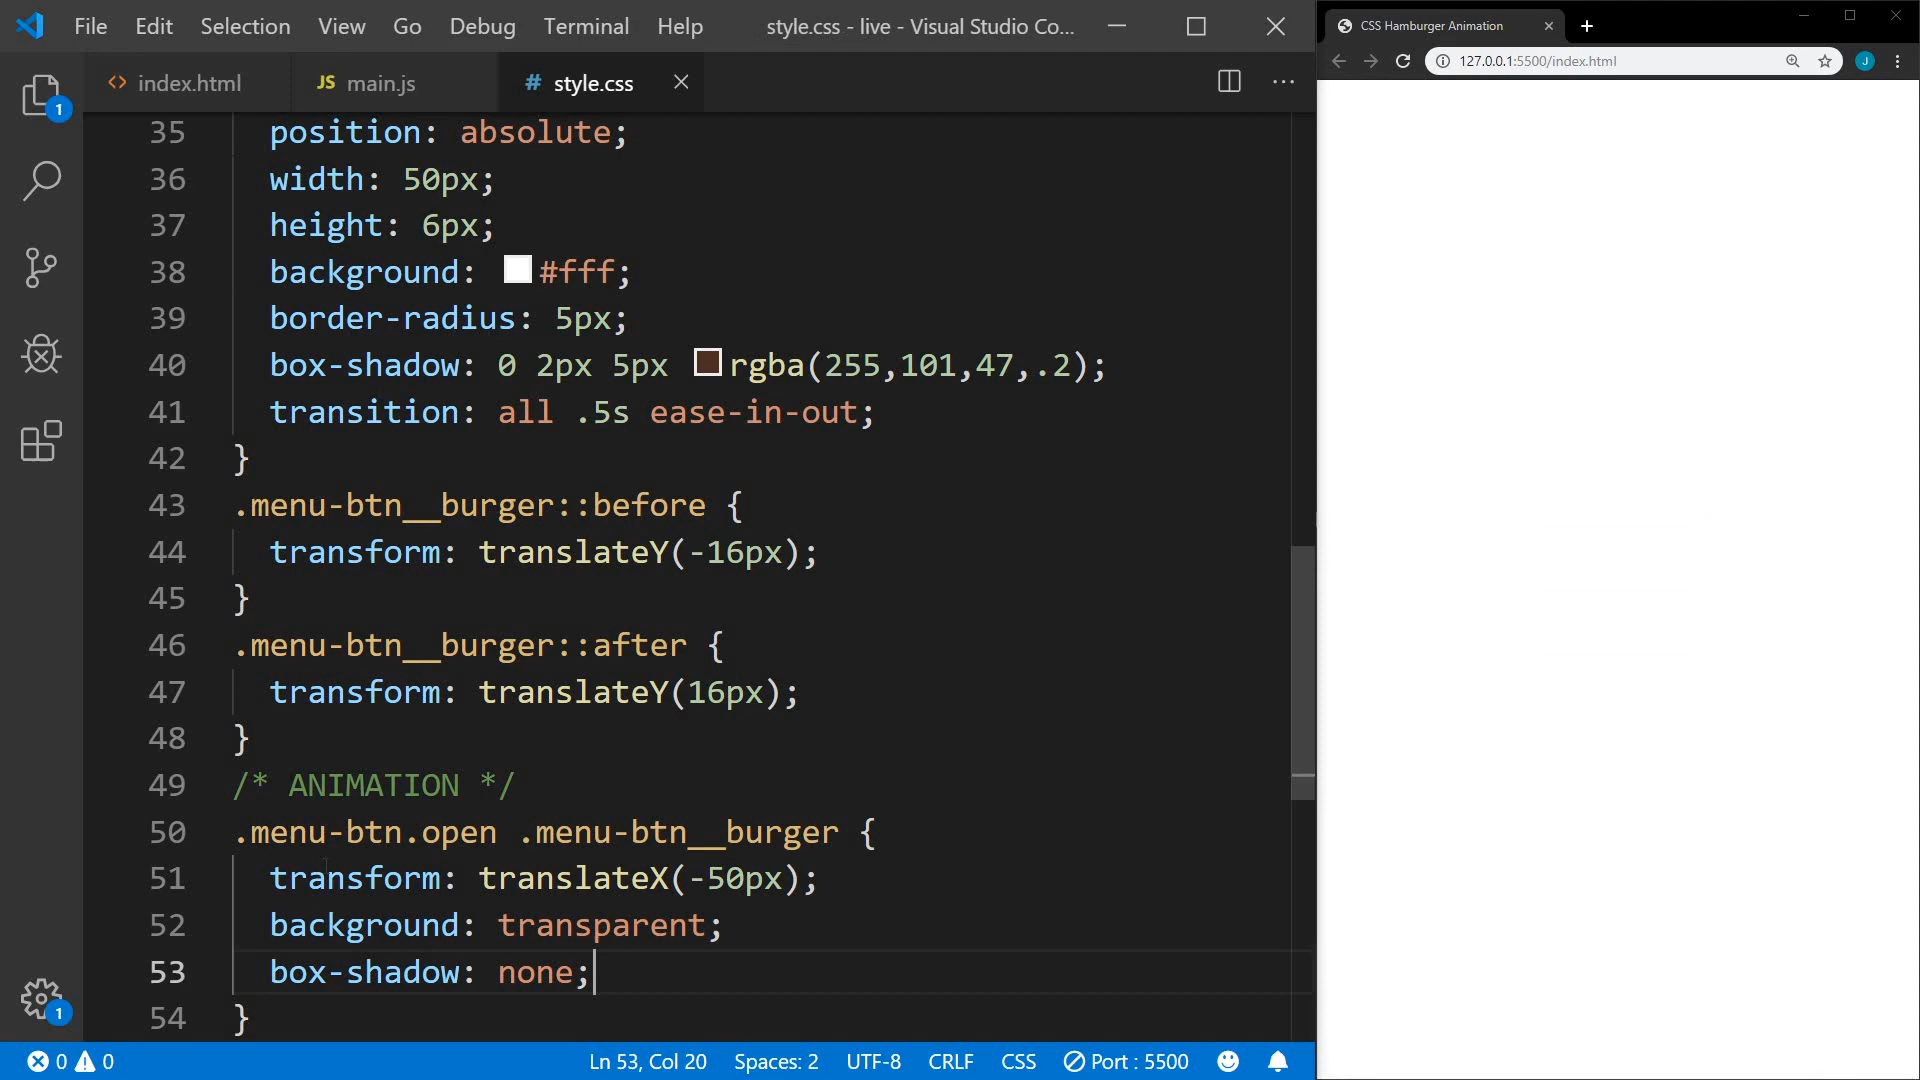 File Edit Selection View Go Debug Terminal Help style.css - live - Visual Studio Co...
index.html JS main.js # style.css
35 position: absolute;
36 width: 50px;
37 height: 6px;
38 background: #fff;
39 border-radius: 5px;
40 box-shadow: 0 2px 5px rgba(255,101,47,.2);
41 transition: all .5s ease-in-out;
42 }
43 .menu-btn__burger::before {
44 transform: translateY(-16px);
45 }
46 .menu-btn__burger::after {
47 transform: translateY(16px);
48 }
49 /* ANIMATION */
50 .menu-btn.open .menu-btn__burger {
51 transform: translateX(-50px);
52 background: transparent;
53 box-shadow: none;
54 }
1
1
0 0 Ln 53, Col 20 Spaces: 2 UTF-8 CRLF CSS Port : 5500
CSS Hamburger Animation
127.0.0.1:5500/index.html J